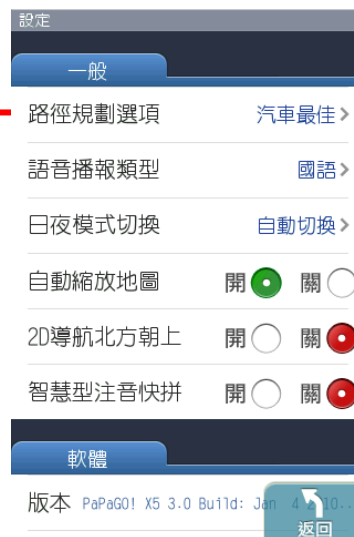 設定
一般
路徑規劃選項 汽車最佳 >
語音播報類型 國語 >
日夜模式切換 自動切換 >
自動縮放地圖 開 關
2D導航北方朝上 開 關
智慧型注音快拼 開 關
軟體
版本 PaPaGO! X5 3.0 Build: Jan 4
返回